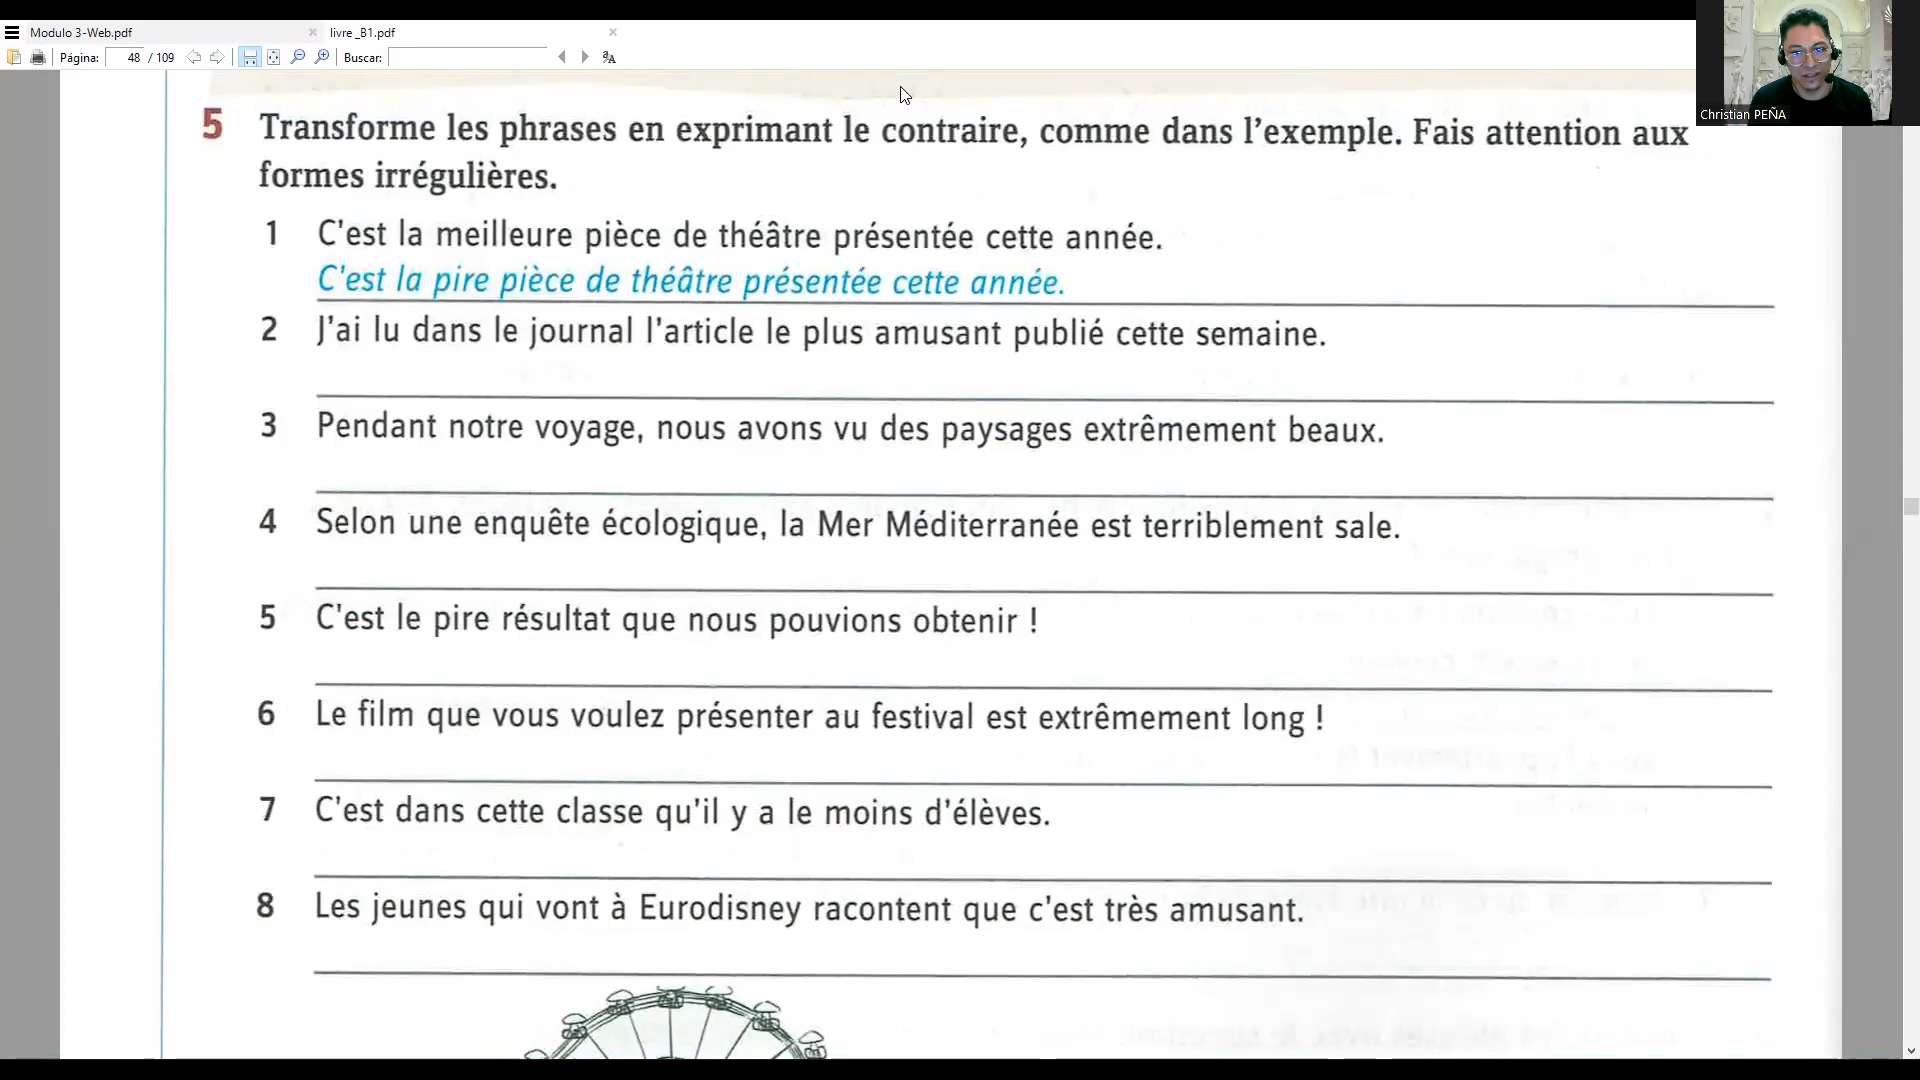 Modulo 3-Web.pdf
livre _B1.pdf
Página: 48 / 109 Buscar:
Christian PEÑA
5 Transforme les phrases en exprimant le contraire, comme dans l'exemple. Fais attention aux
formes irrégulières.
1 C'est la meilleure pièce de théâtre présentée cette année.
C'est la pire pièce de théâtre présentée cette année.
2 J'ai lu dans le journal l'article le plus amusant publié cette semaine.
3 Pendant notre voyage, nous avons vu des paysages extrêmement beaux.
4 Selon une enquête écologique, la Mer Méditerranée est terriblement sale.
5 C'est le pire résultat que nous pouvions obtenir !
6 Le film que vous voulez présenter au festival est extrêmement long !
7 C'est dans cette classe qu'il y a le moins d'élèves.
8 Les jeunes qui vont à Eurodisney racontent que c'est très amusant.